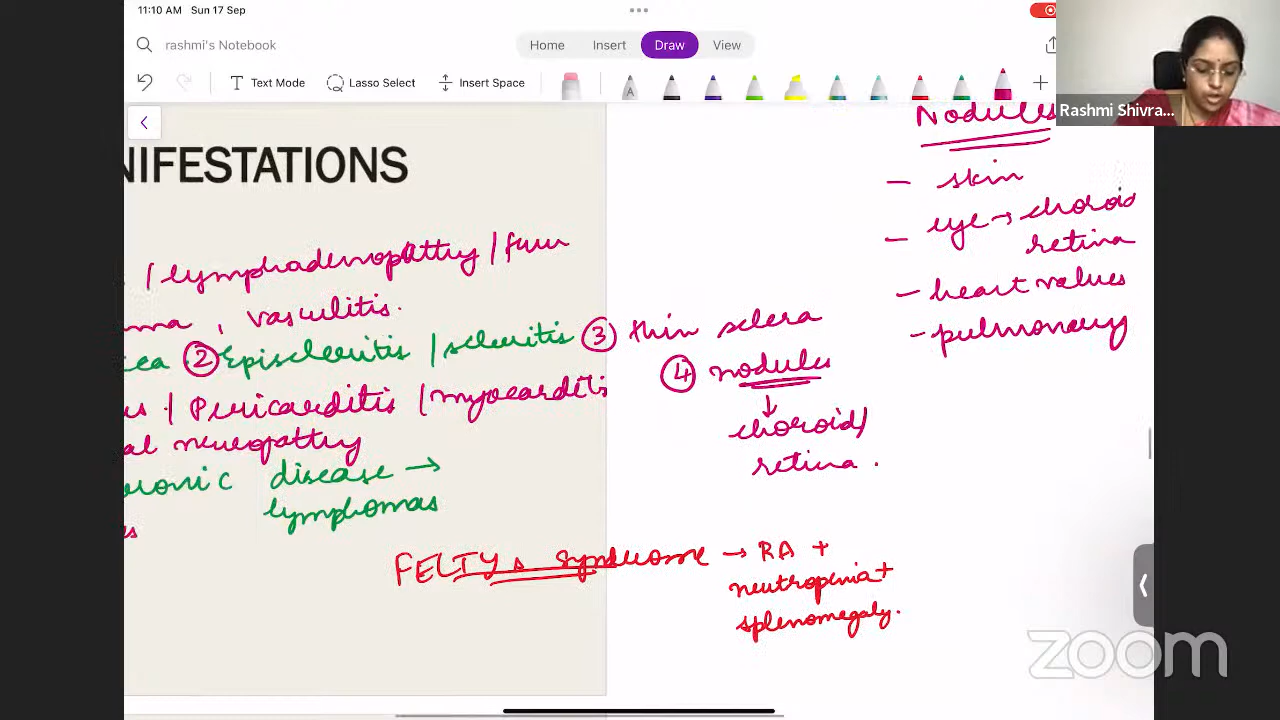 11:10 AM Sun 17 Sep
rashmi's Notebook
Home Insert Draw View
Text Mode Lasso Select Insert Space
A
Rashmi Shivra...
NIFESTATIONS
Nodules
- skin
- eye → choroid
retina
- heart valves
- pulmonary
| lymphadenopathy |
, vasculitis.
② Episcleritis | scleritis ③ thin sclera
④ nodules
↓
choroid/
retina.
| Pericarditis | myocarditis
neuropathy
disease →
lymphomas
FELTY's syndrome → RA +
neutropenia +
splenomegaly.
zoom